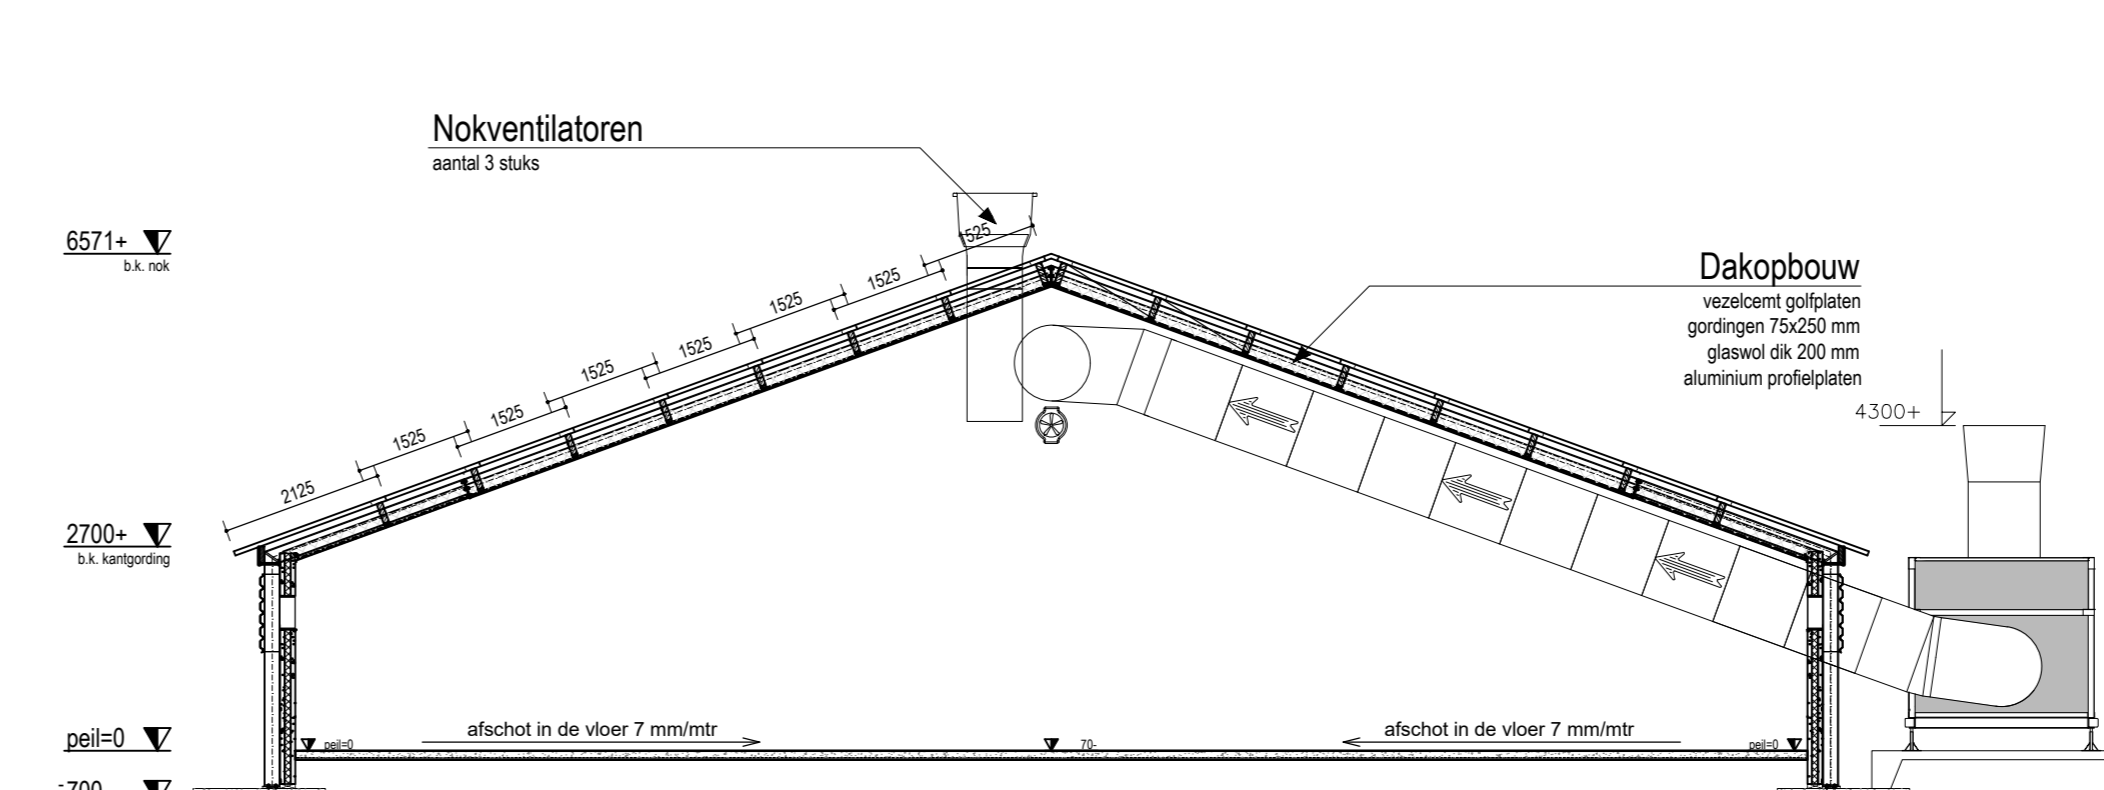 Nokventilatoren
aantal 3 stuks
6571+
b.k. nok
1525
1525
1525
1525
1525
1525
1525
2125
Dakopbouw
vezelcemt golfplaten
gordingen 75x250 mm
glaswol dik 200 mm
aluminium profielplaten
4300+
2700+
b.k. kantgording
peil=0
peil=0
afschot in de vloer 7 mm/mtr
70-
afschot in de vloer 7 mm/mtr
peil=0
-700